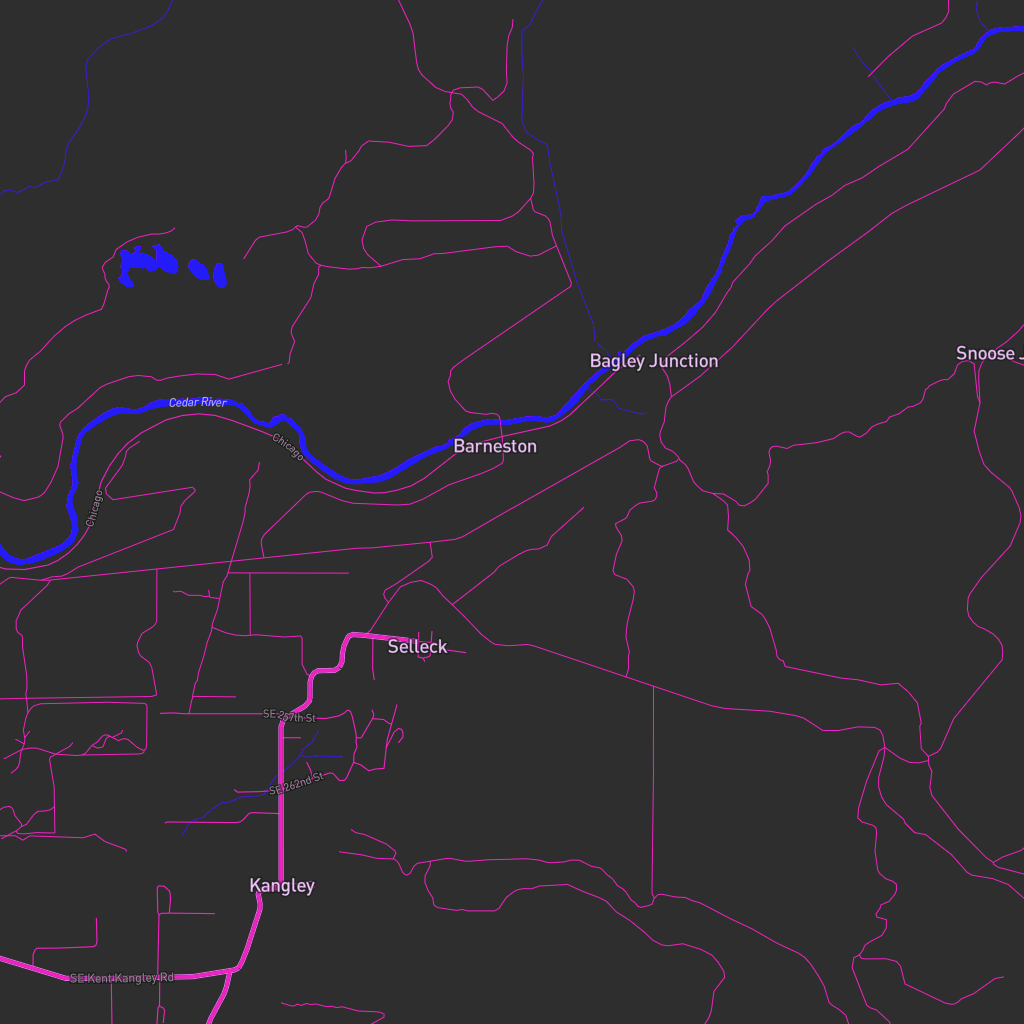 Snoose J
Bagley Junction
Cedar River
Chicago
Barneston
Chicago
Selleck
SE 257th St
SE 262nd St
Kangley
SE Kent Kangley Rd